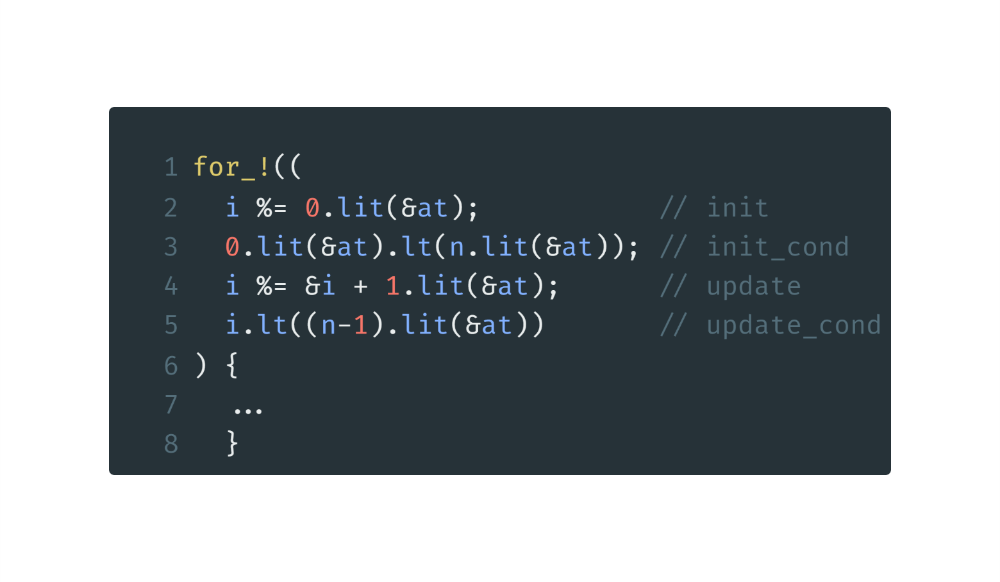 1 for_!((
2   i %= 0.lit(&at);            // init
3   0.lit(&at).lt(n.lit(&at)); // init_cond
4   i %= &i + 1.lit(&at);       // update
5   i.lt((n-1).lit(&at))        // update_cond
6 ) {
7   ...
8   }